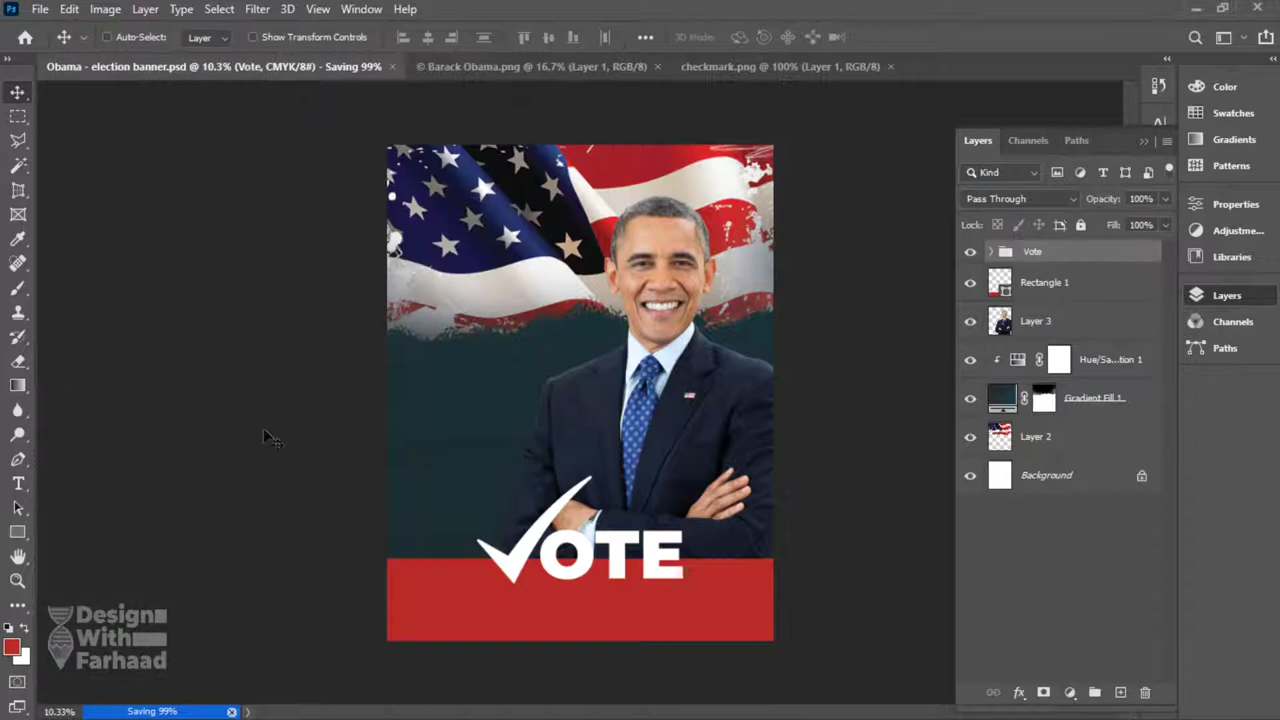 File Edit Image Layer Type Select Filter 3D View Window Help
Auto-Select: Layer Show Transform Controls 3D Mode:
Obama - election banner.psd @ 10.3% (Vote, CMYK/8#) - Saving 99% × © Barack Obama.png @ 16.7% (Layer 1, RGB/8) × checkmark.png @ 100% (Layer 1, RGB/8) ×
Color
Swatches
Gradients
Patterns
Properties
Adjustme...
Libraries
Layers
Channels
Paths
Layers Channels Paths
Kind
Pass Through Opacity: 100%
Lock: Fill: 100%
Vote
Rectangle 1
Layer 3
Hue/Sa...tion 1
Gradient Fill 1
Layer 2
Background
OTE
Design
With
Farhaad
10.33% Saving 99%